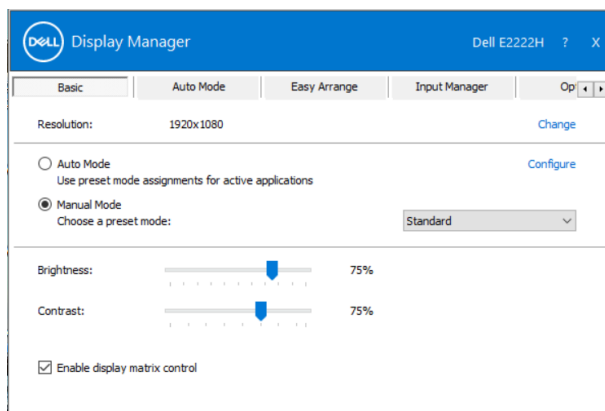 DELL Display Manager Dell E2222H ? X
Basic Auto Mode Easy Arrange Input Manager
Resolution: 1920x1080 Change
Auto Mode Configure
Use preset mode assignments for active applications
Manual Mode
Choose a preset mode: Standard
Brightness: 75%
Contrast: 75%
Enable display matrix control